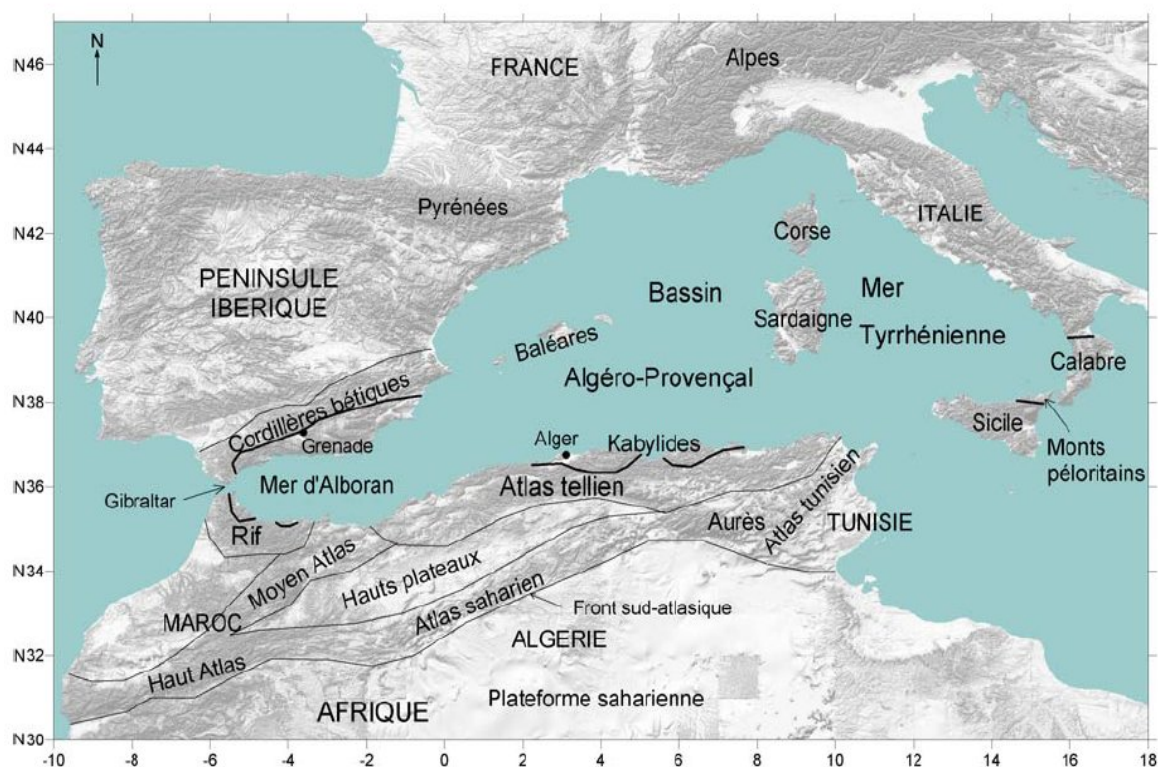 N
N46
N44
N42
N40
N38
N36
N34
N32
N30
FRANCE
Alpes
Pyrénées
ITALIE
Corse
PENINSULE
IBERIQUE
Bassin
Mer
Sardaigne
Tyrrhénienne
Baléares
Algéro-Provençal
Calabre
Cordillères bétiques
Grenade
Sicile
Alger
Kabylides
Monts
péloritains
Gibraltar
Mer d'Alboran
Atlas tellien
Atlas tunisien
Rif
Aurès
TUNISIE
Moyen Atlas
Hauts plateaux
MAROC
Atlas saharien
Front sud-atlasique
ALGERIE
Haut Atlas
Plateforme saharienne
AFRIQUE
-10 -8 -6 -4 -2 0 2 4 6 8 10 12 14 16 18